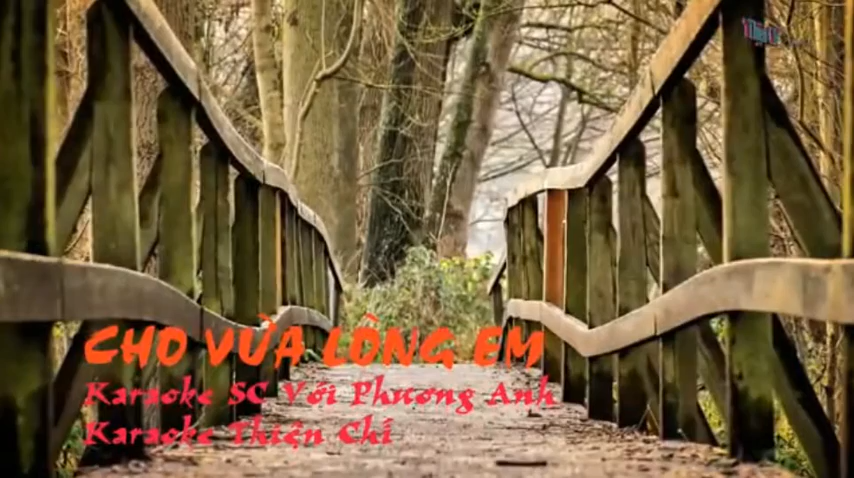 CHO VỪA LÒNG EM
Karaoke SC Với Phương Anh
Karaoke Thiện Chí